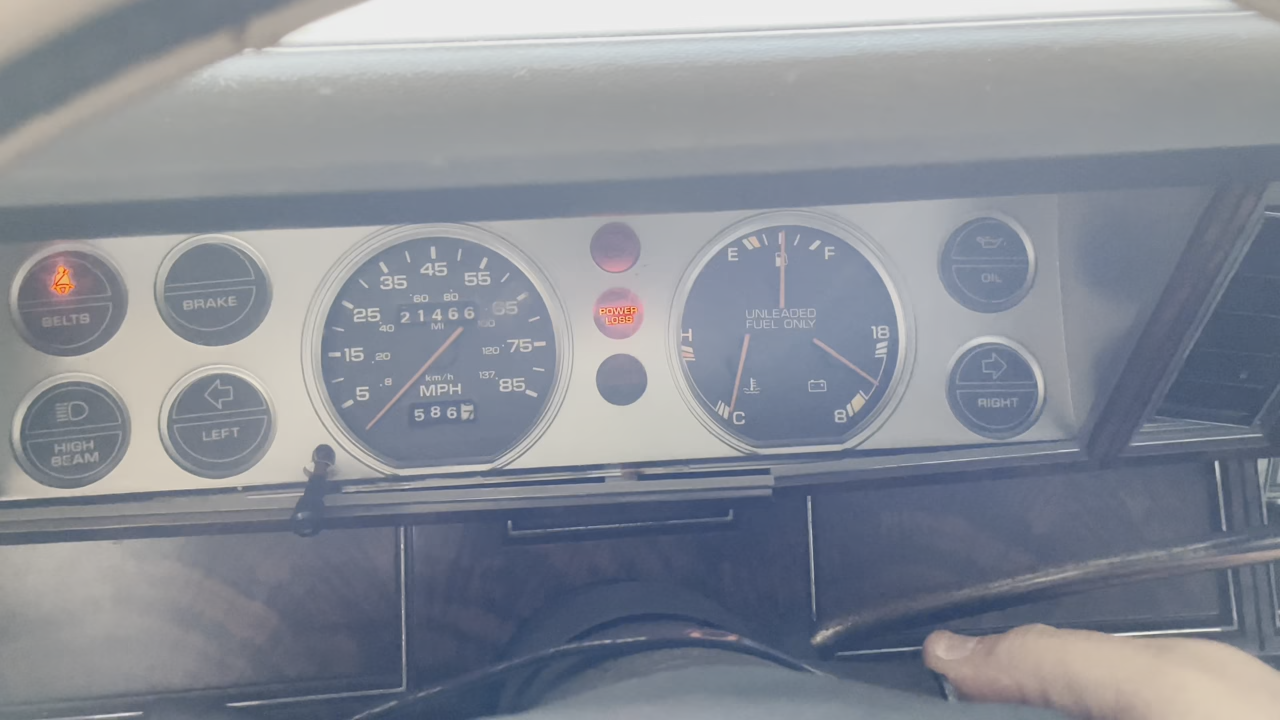 BELTS
BRAKE
HIGH
BEAM
LEFT
5
15
25
35
45
55
65
75
85
.8
.20
40
.60
80
120
137
21466
MI
km/h
MPH
586
POWER
LOSS
E
F
UNLEADED
FUEL ONLY
H
C
18
8
OIL
RIGHT